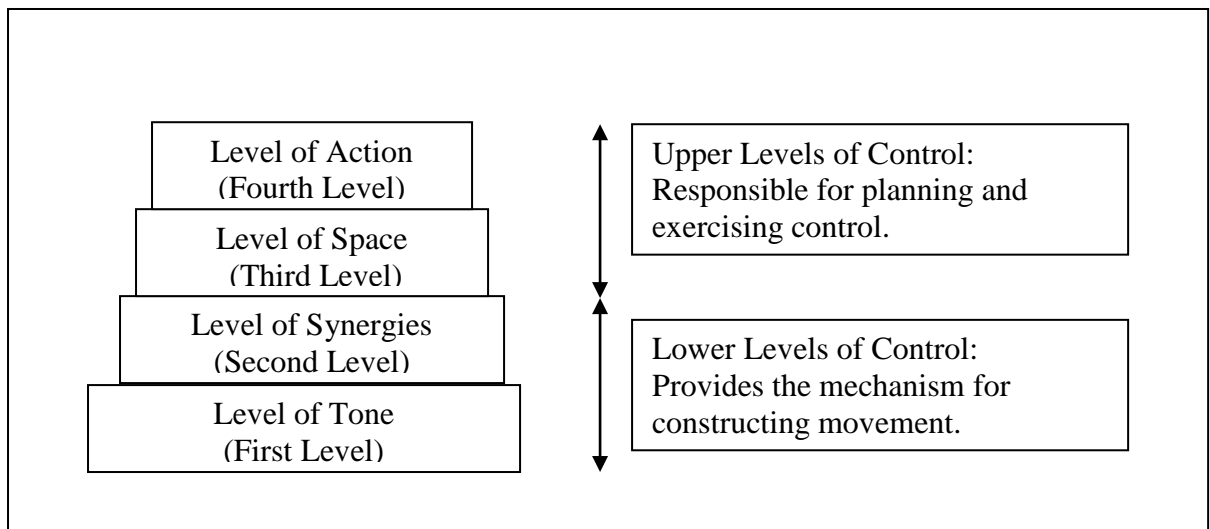 Level of Action
(Fourth Level)
Level of Space
(Third Level)
Level of Synergies
(Second Level)
Level of Tone
(First Level)
Upper Levels of Control:
Responsible for planning and
exercising control.
Lower Levels of Control:
Provides the mechanism for
constructing movement.